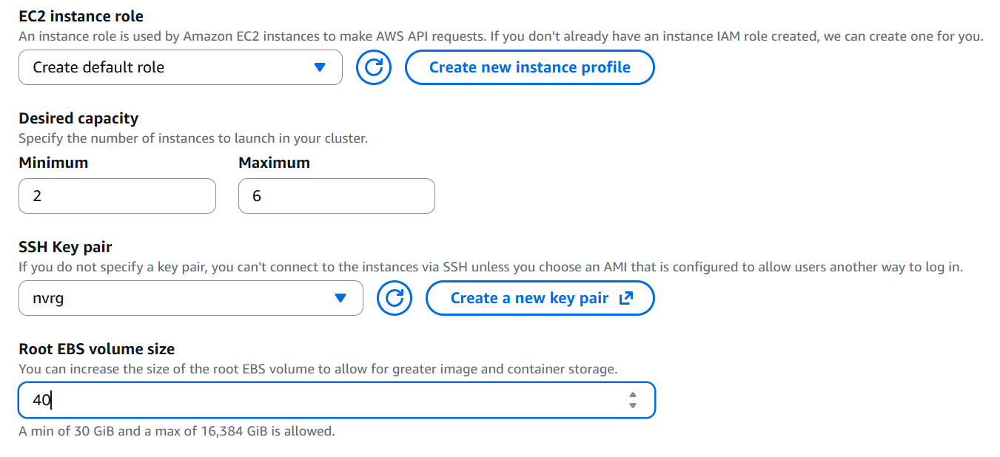 EC2 instance role
An instance role is used by Amazon EC2 instances to make AWS API requests. If you don't already have an instance IAM role created, we can create one for you.
Create default role
Create new instance profile
Desired capacity
Specify the number of instances to launch in your cluster.
Minimum
Maximum
2
6
SSH Key pair
If you do not specify a key pair, you can't connect to the instances via SSH unless you choose an AMI that is configured to allow users another way to log in.
nvrg
Create a new key pair
Root EBS volume size
You can increase the size of the root EBS volume to allow for greater image and container storage.
40
A min of 30 GiB and a max of 16,384 GiB is allowed.